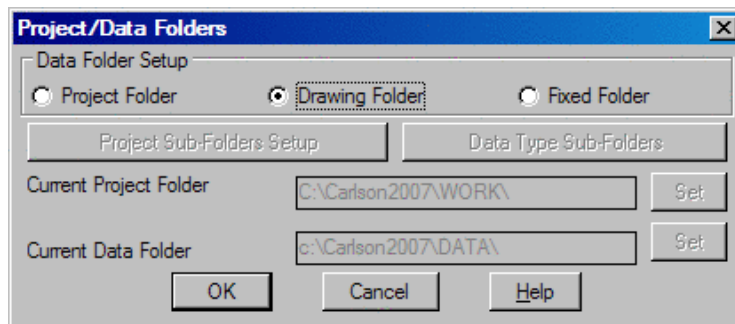 Project/Data Folders
Data Folder Setup
Project Folder Drawing Folder Fixed Folder
Project Sub-Folders Setup Data Type Sub-Folders
Current Project Folder C:\Carlson2007\WORK\ Set
Current Data Folder c:\Carlson2007\DATA\ Set
OK Cancel Help